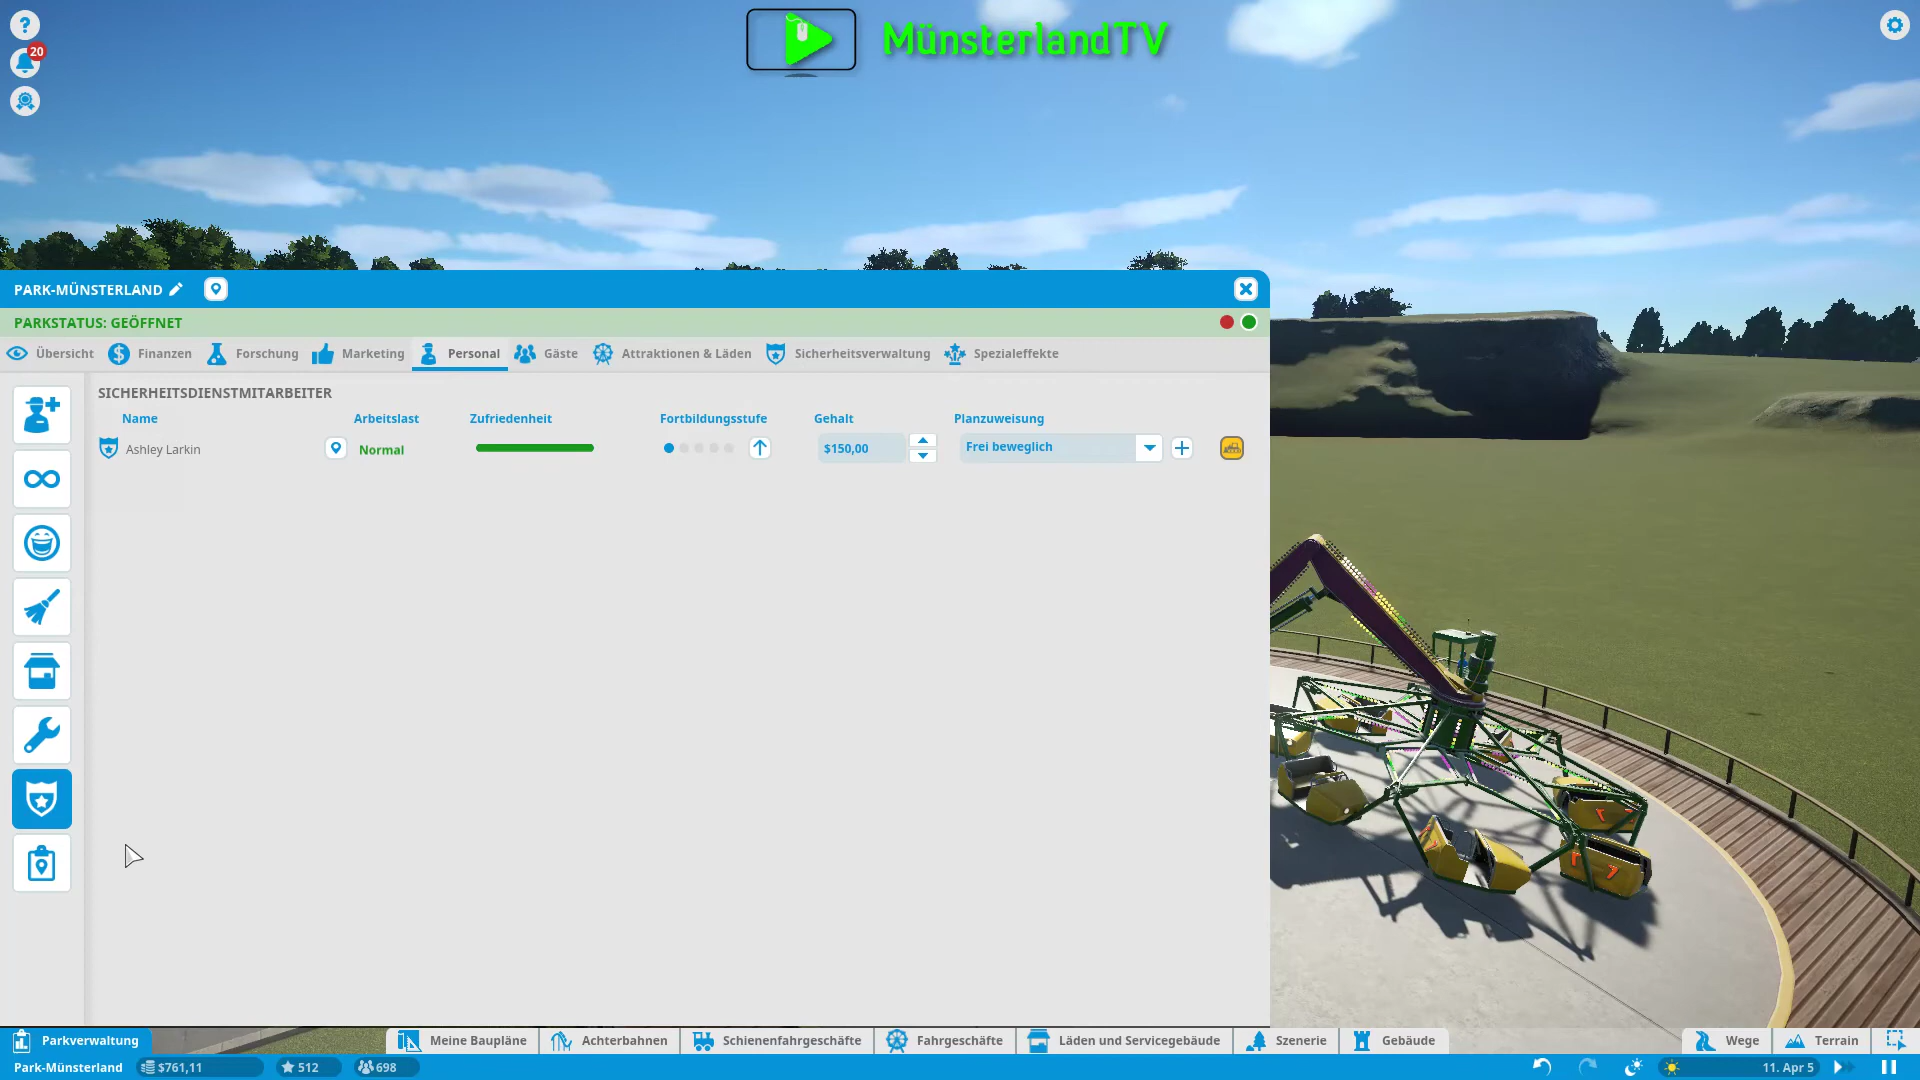 ?
20
MünsterlandTV
PARK-MÜNSTERLAND
PARKSTATUS: GEÖFFNET
Übersicht
Finanzen
Forschung
Marketing
Personal
Gäste
Attraktionen & Läden
Sicherheitsverwaltung
Spezialeffekte
SICHERHEITSDIENSTMITARBEITER
Name Arbeitslast Zufriedenheit Fortbildungsstufe Gehalt Planzuweisung
Ashley Larkin Normal $150,00 Frei beweglich
Parkverwaltung
Meine Baupläne
Achterbahnen
Schienenfahrgeschäfte
Fahrgeschäfte
Läden und Servicegebäude
Szenerie
Gebäude
Wege
Terrain
Park-Münsterland $761,11 512 698 11. Apr 5